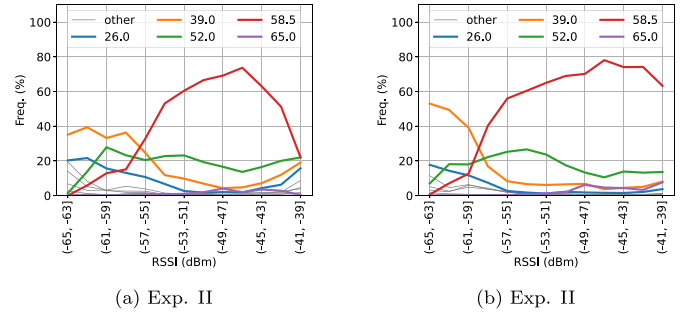 other 39.0 58.5
26.0 52.0 65.0
100
80
60
40
20
0
Freq. (%)
(-65, -63]
(-61, -59]
(-57, -55]
(-53, -51]
(-49, -47]
(-45, -43]
(-41, -39]
RSSI (dBm)
(a) Exp. II
other 39.0 58.5
26.0 52.0 65.0
100
80
60
40
20
0
Freq. (%)
(-65, -63]
(-61, -59]
(-57, -55]
(-53, -51]
(-49, -47]
(-45, -43]
(-41, -39]
RSSI (dBm)
(b) Exp. II